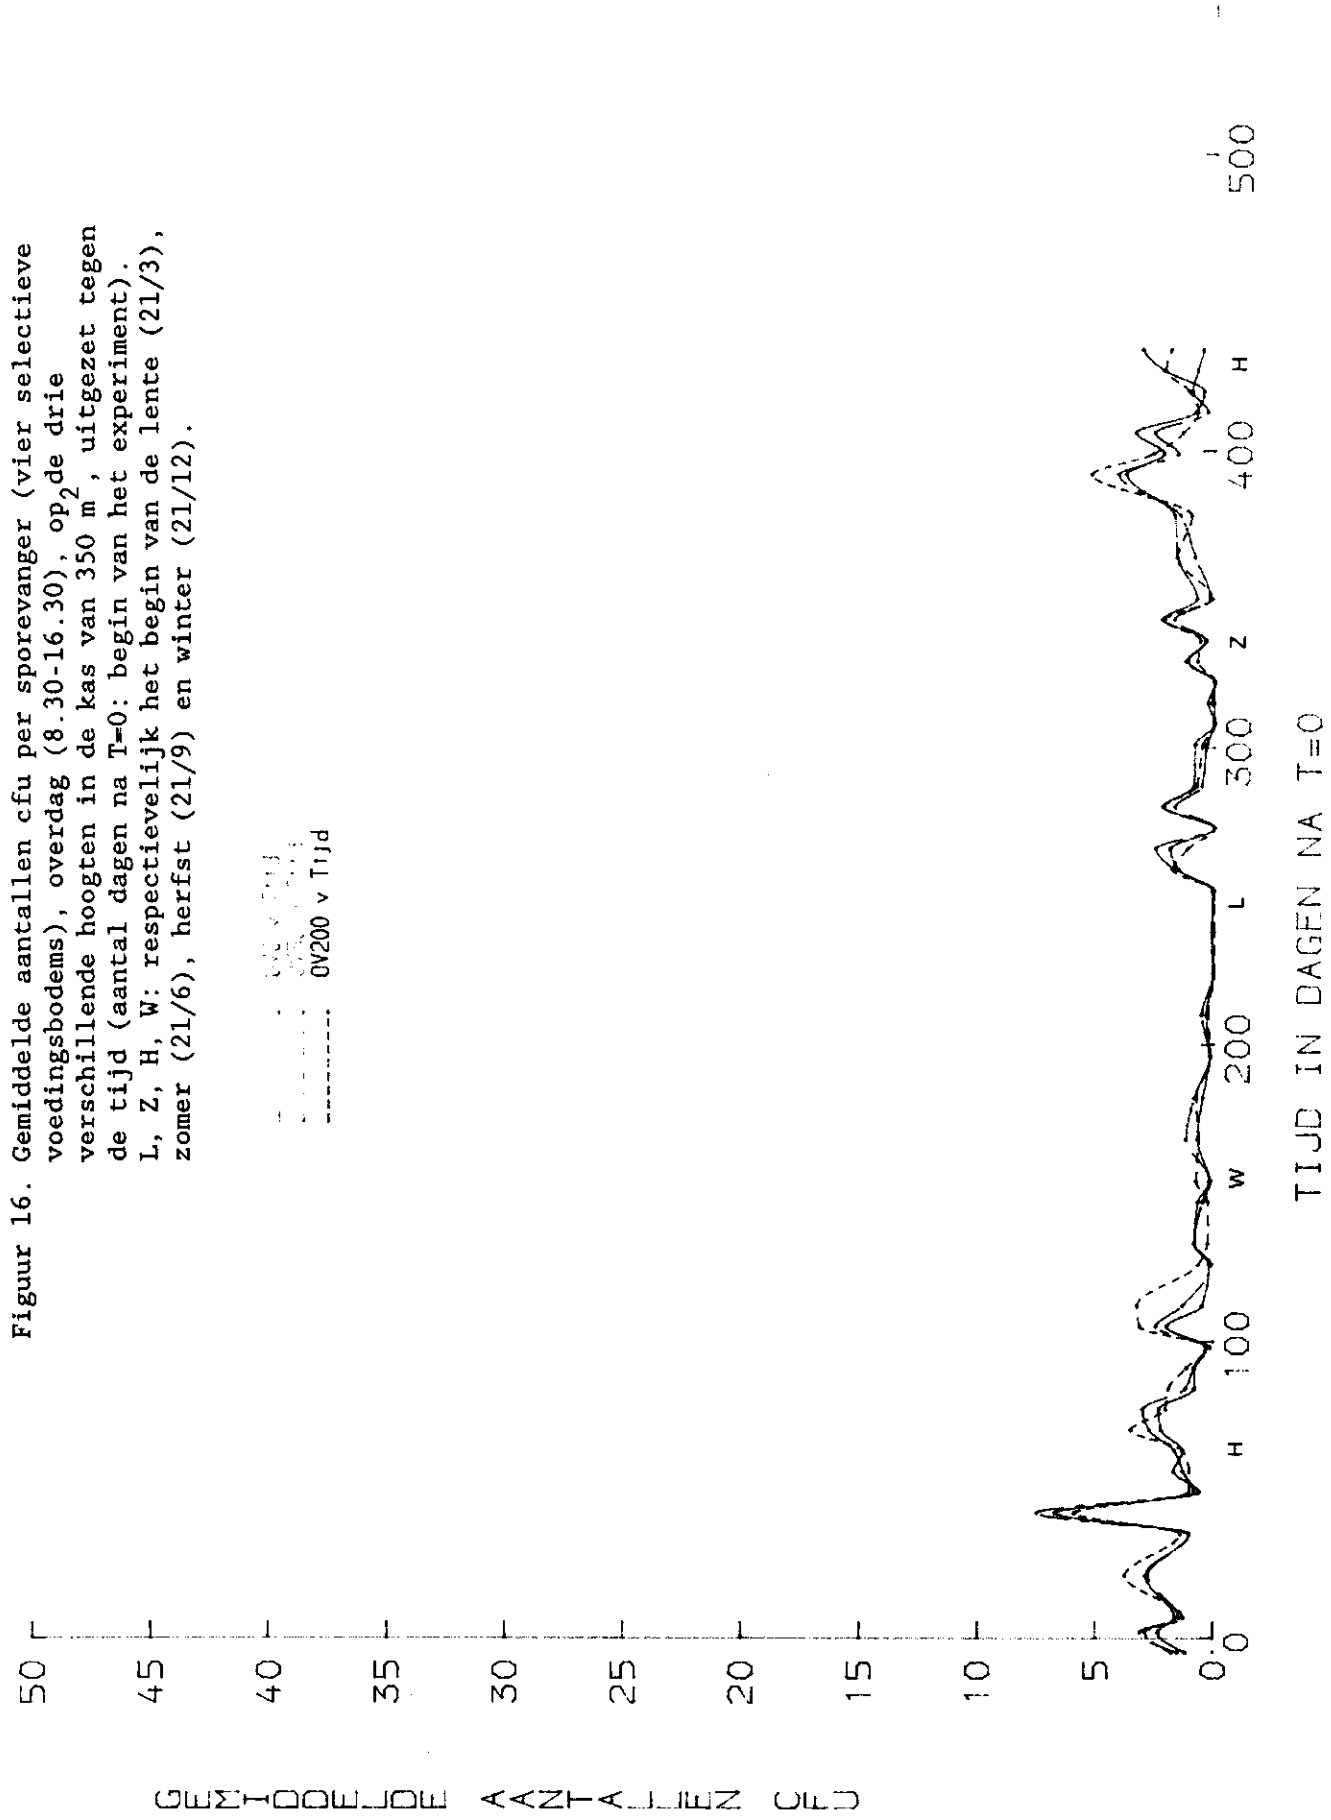 Figuur 16. Gemiddelde aantallen cfu per sporevanger (vier selectieve
voedingsbodems), overdag (8.30-16.30), op de drie
verschillende hoogten in de kas van 350 m², uitgezet tegen
de tijd (aantal dagen na T=0: begin van het experiment).
L, Z, H, W: respectievelijk het begin van de lente (21/3),
zomer (21/6), herfst (21/9) en winter (21/12).
OV200 v Tijd
GEMIDDELDE AANTALLEN CFU
50
45
40
35
30
25
20
15
10
5
0.
0 100 200 300 400 500
H W L Z H
TIJD IN DAGEN NA T=0